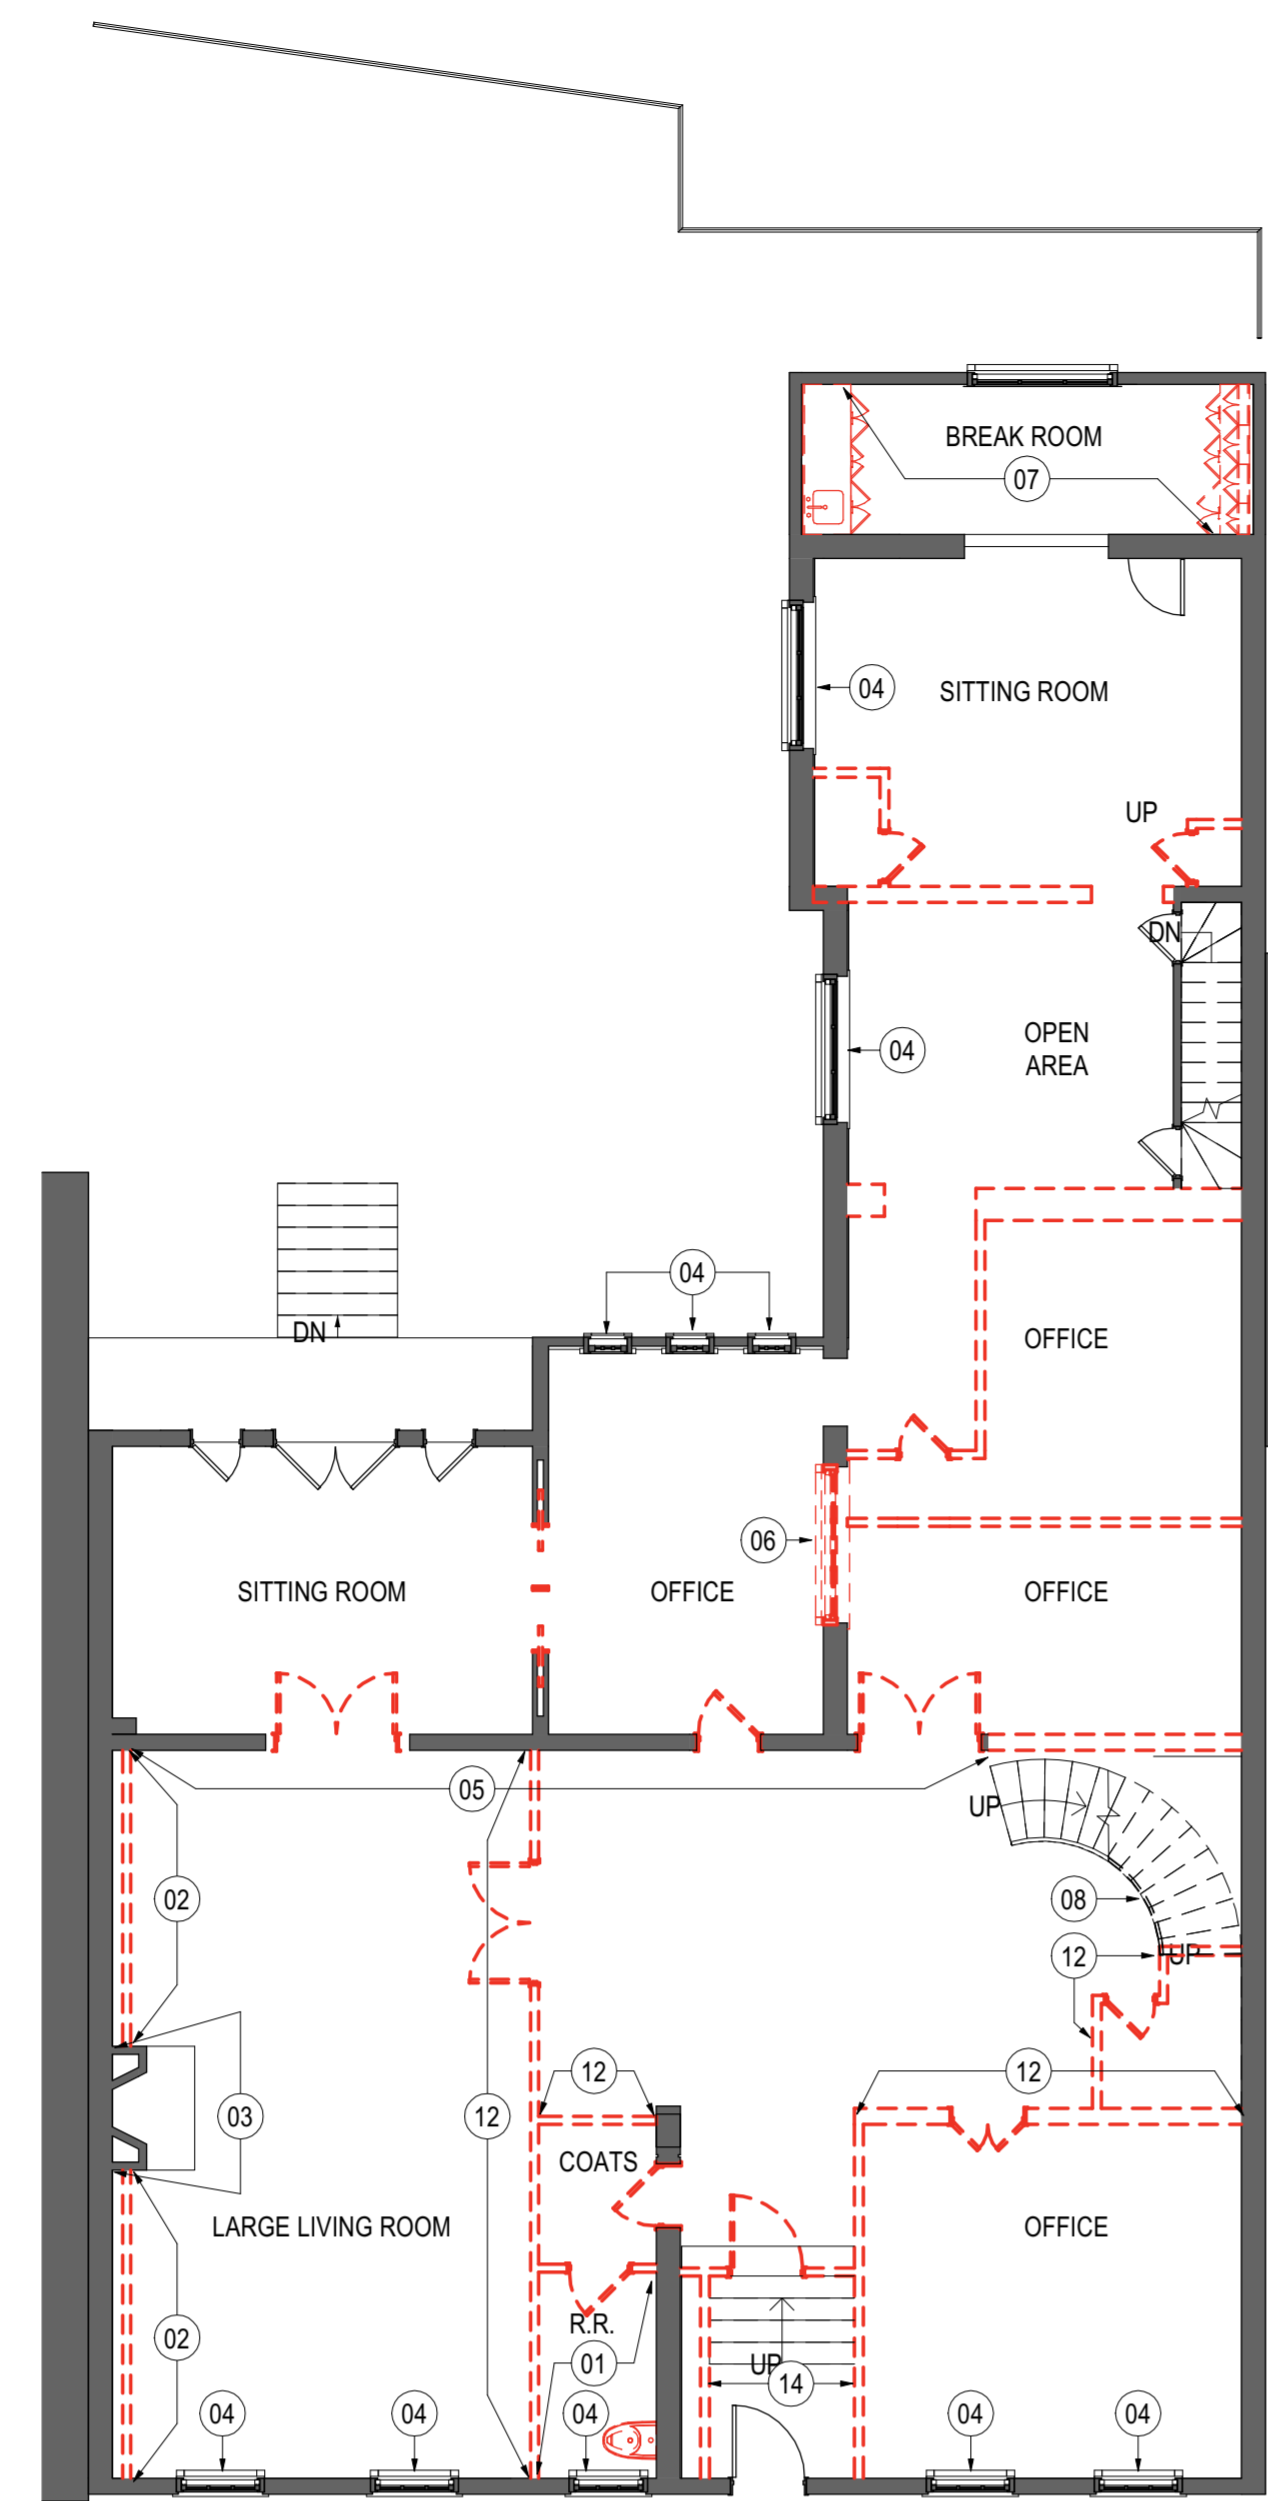 BREAK ROOM
07
04
SITTING ROOM
UP
DN
OPEN
AREA
04
04
DN
OFFICE
06
SITTING ROOM
OFFICE
OFFICE
05
UP
02
08
12
UP
12
12
03
12
COATS
LARGE LIVING ROOM
OFFICE
R.R.
02
01
UP
14
04
04
04
04
04